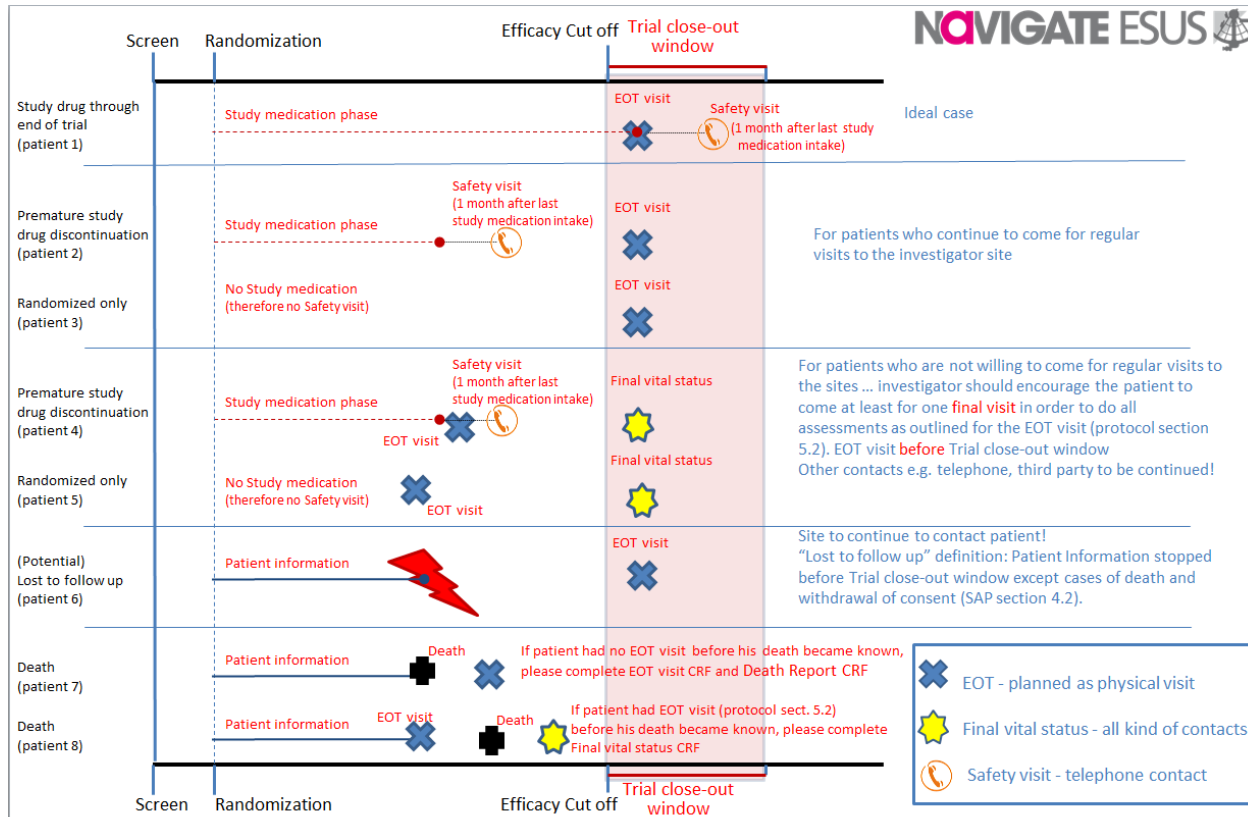 NAVIGATE ESUS
Screen
Randomization
Efficacy Cut off
Trial close-out
window
Study drug through
end of trial
(patient 1)
Study medication phase
EOT visit
Safety visit
(1 month after last study
medication intake)
Ideal case
Premature study
drug discontinuation
(patient 2)
Study medication phase
Safety visit
(1 month after last
study medication intake)
EOT visit
For patients who continue to come for regular
visits to the investigator site
Randomized only
(patient 3)
No Study medication
(therefore no Safety visit)
EOT visit
Premature study
drug discontinuation
(patient 4)
Study medication phase
Safety visit
(1 month after last
study medication intake)
EOT visit
Final vital status
For patients who are not willing to come for regular visits to
the sites ... investigator should encourage the patient to
come at least for one final visit in order to do all
assessments as outlined for the EOT visit (protocol section
5.2). EOT visit before Trial close-out window
Other contacts e.g. telephone, third party to be continued!
Randomized only
(patient 5)
No Study medication
(therefore no Safety visit)
EOT visit
Final vital status
(Potential)
Lost to follow up
(patient 6)
Patient information
EOT visit
Site to continue to contact patient!
“Lost to follow up” definition: Patient Information stopped
before Trial close-out window except cases of death and
withdrawal of consent (SAP section 4.2).
Death
(patient 7)
Patient information
Death
If patient had no EOT visit before his death became known,
please complete EOT visit CRF and Death Report CRF
Death
(patient 8)
Patient information
EOT visit
Death
If patient had EOT visit (protocol sect. 5.2)
before his death became known, please complete
Final vital status CRF
EOT - planned as physical visit
Final vital status - all kind of contacts
Safety visit - telephone contact
Screen
Randomization
Efficacy Cut off
Trial close-out
window